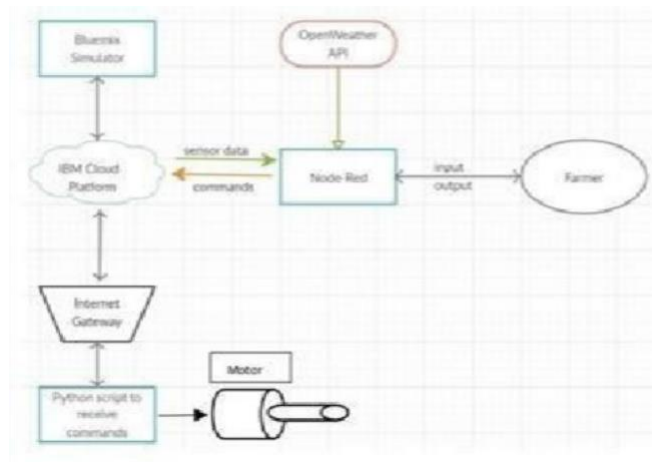 Bluemix
Simulator
OpenWeather
API
IBM Cloud
Platform
sensor data
commands
Node Red
input
output
Farmer
Internet
Gateway
Motor
Python script to
receive
commands